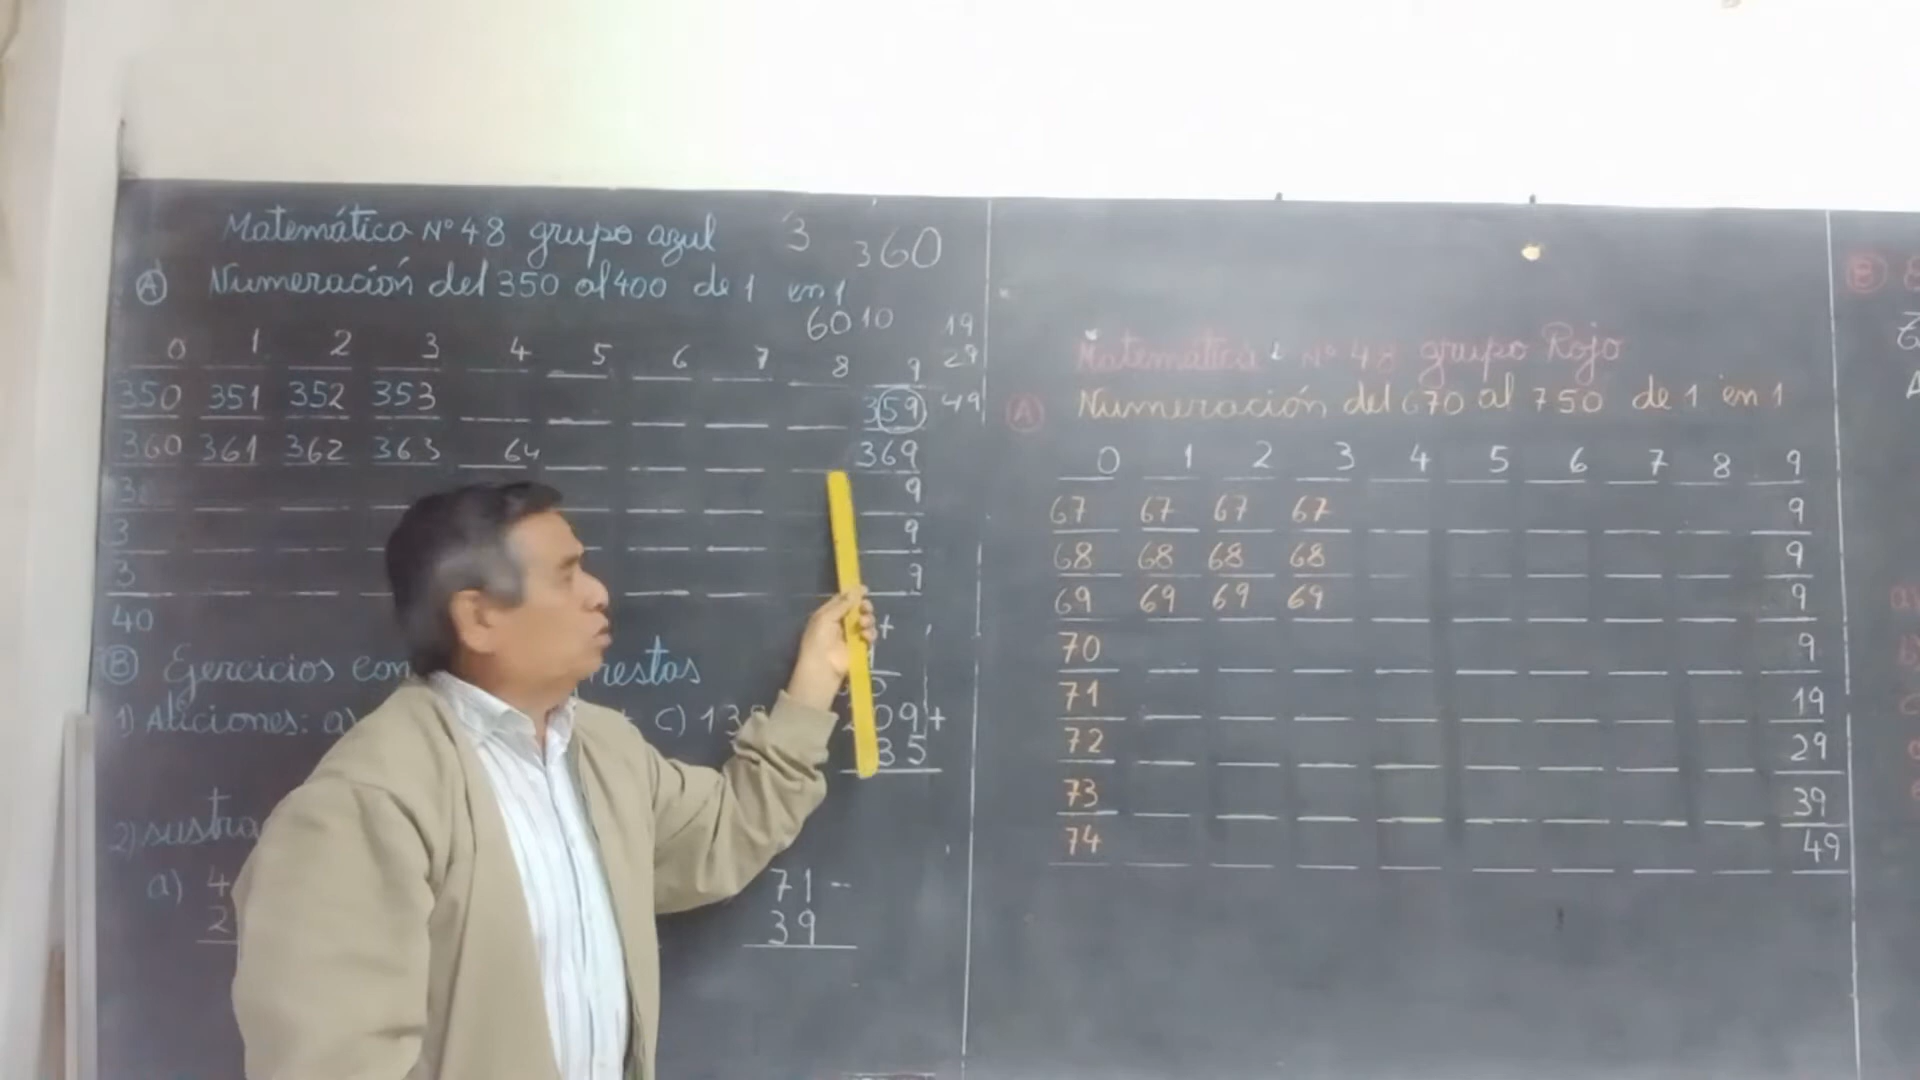 Matemática Nº 48 grupo azul 3 360
A Numeración del 350 al 400 de 1 en 1
60 10 19
0 1 2 3 4 5 6 7 8 9 29
350 351 352 353 359 49
360 361 362 363 64 369
3 9
3 9
3 9
40
B Ejercicios con restas
1) Adiciones: a) + c) 13 209+
35
2) sustra
a) 4 71-
2 39
Matemática Nº 48 grupo Rojo
A Numeración del 670 al 750 de 1 en 1
0 1 2 3 4 5 6 7 8 9
67 67 67 67 9
68 68 68 68 9
69 69 69 69 9
70 9
71 19
72 29
73 39
74 49
B